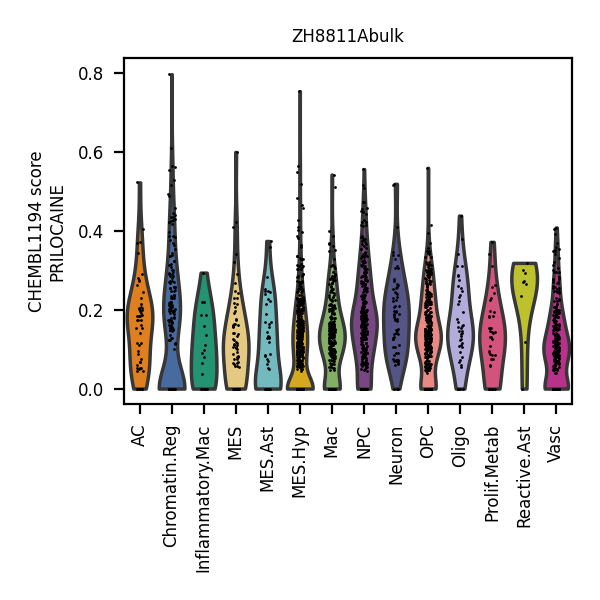 ZH8811Abulk
CHEMBL1194 score
PRILOCAINE
0.8
0.6
0.4
0.2
0.0
AC
Chromatin.Reg
Inflammatory.Mac
MES
MES.Ast
MES.Hyp
Mac
NPC
Neuron
OPC
Oligo
Prolif.Metab
Reactive.Ast
Vasc